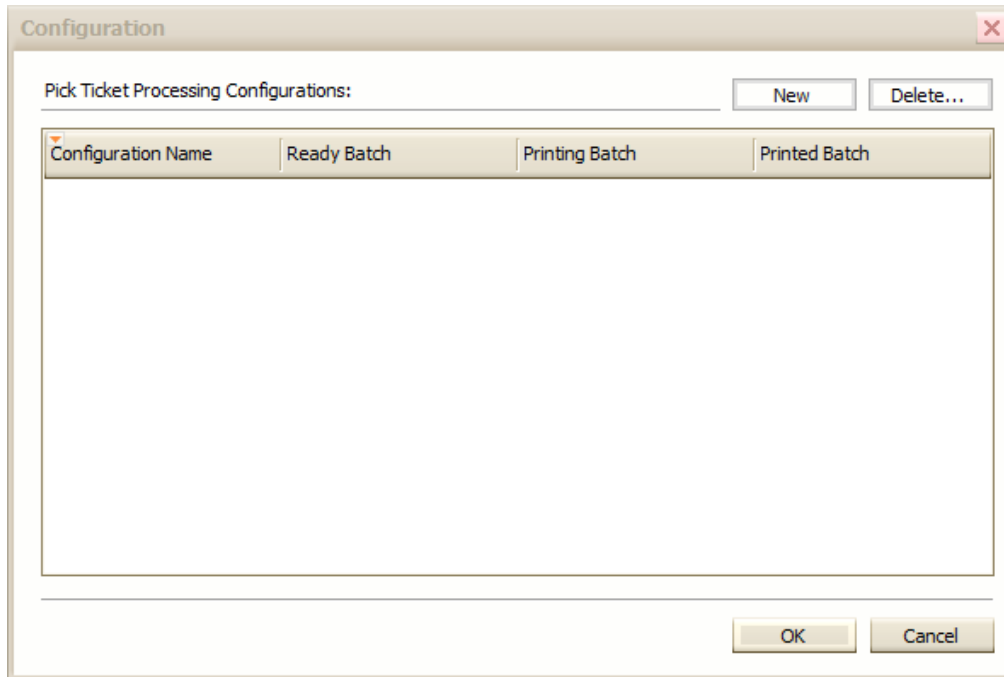 Configuration
Pick Ticket Processing Configurations:
New
Delete...
Configuration Name
Ready Batch
Printing Batch
Printed Batch
OK
Cancel